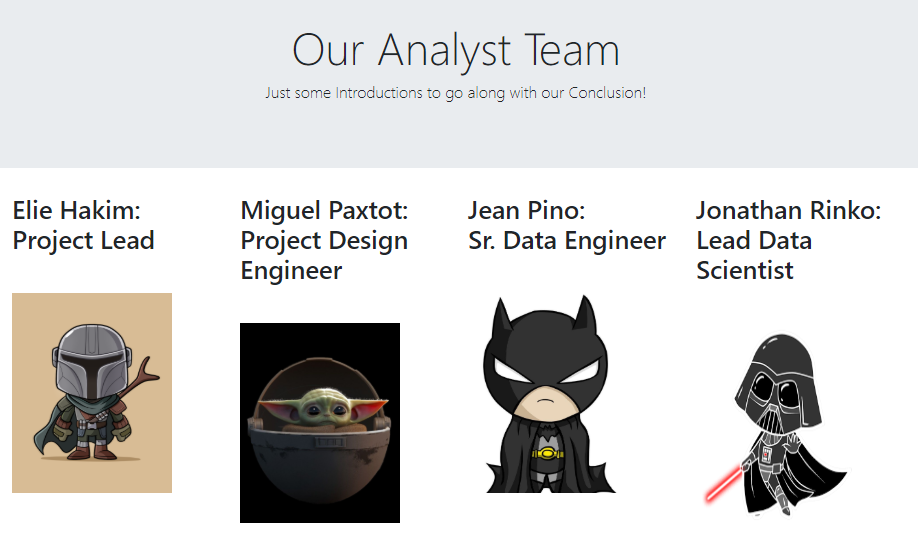 Our Analyst Team
Just some Introductions to go along with our Conclusion!
Elie Hakim:
Project Lead
Miguel Paxtot:
Project Design
Engineer
Jean Pino:
Sr. Data Engineer
Jonathan Rinko:
Lead Data
Scientist